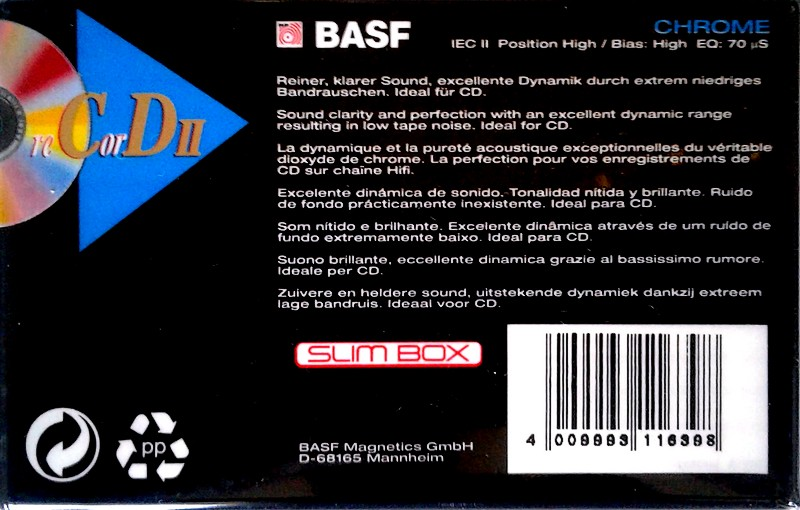 BASF
CHROME
IEC II Position High / Bias: High EQ: 70 µS
reCorD II
Reiner, klarer Sound, excellente Dynamik durch extrem niedriges
Bandrauschen. Ideal für CD.
Sound clarity and perfection with an excellent dynamic range
resulting in low tape noise. Ideal for CD.
La dynamique et la pureté acoustique exceptionnelles du véritable
dioxyde de chrome. La perfection pour vos enregistrements de
CD sur chaîne Hifi.
Excelente dinámica de sonido. Tonalidad nítida y brillante. Ruido
de fondo prácticamente inexistente. Ideal para CD.
Som nítido e brilhante. Excelente dinâmica através de um ruído de
fundo extremamente baixo. Ideal para CD.
Suono brillante, eccellente dinamica grazie al bassissimo rumore.
Ideale per CD.
Zuivere en heldere sound, uitstekende dynamiek dankzij extreem
lage bandruis. Ideaal voor CD.
SLIM BOX
PP
BASF Magnetics GmbH
D-68165 Mannheim
4 009993 116398